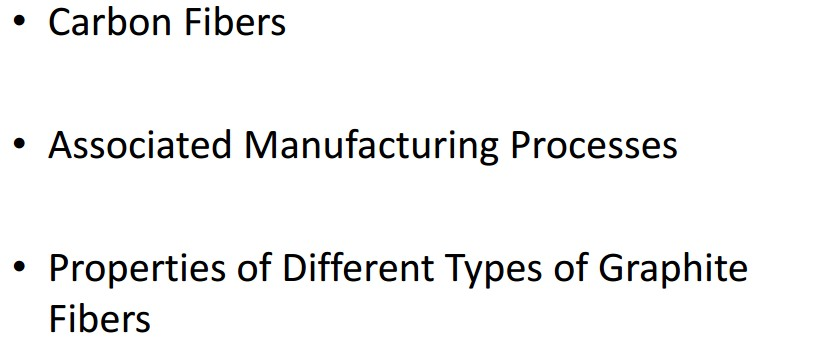 • Carbon Fibers
• Associated Manufacturing Processes
• Properties of Different Types of Graphite
Fibers